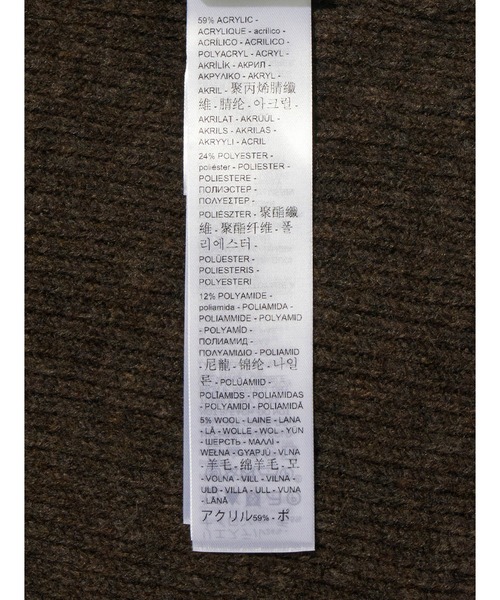 59% ACRYLIC -
ACRYLIQUE - acrílico -
ACRÍLICO - ACRILICO -
POLYACRYL - ACRYL -
AKRİLİK - АКРИЛ -
ΑΚΡΥΛΙΚΟ - AKRYL -
AKRIL - 聚丙烯腈纖
維 - 腈纶 - 아크릴 -
AKRILAT - AKRÜÜL -
AKRILS - AKRILAS -
AKRYYLI - ACRIL
24% POLYESTER -
poliéster - POLIESTER -
POLIESTERE -
ПОЛИЭСТЕР -
ΠΟΛΥΕΣΤΕΡ -
POLIÉSZTER - 聚酯纖
維 - 聚酯纤维 - 폴
리에스터 -
POLÜESTER -
POLIESTERIS -
POLYESTERI
12% POLYAMIDE -
poliamida - POLIAMIDA -
POLIAMMIDE - POLYAMID
- POLYAMİD -
ПОЛИАМИД -
ΠΟΛΥΑΜΙΔΙΟ - POLIAMID
- 尼龍 - 锦纶 - 나일
론 - POLÜAMIID -
POLĪAMIDS - POLIAMIDAS
- POLYAMIDI - POLIAMIDĂ
5% WOOL - LAINE - LANA
- LÃ - WOLLE - WOL - YÜN
- ШЕРСТЬ - ΜΑΛΛΙ -
WEŁNA - GYAPJÚ - VLNA
- 羊毛 - 绵羊毛 - 모
- VOLNA - VILL - VILNA -
ULD - VILLA - ULL - VUNA
- LÂNĂ
アクリル59% - ポ